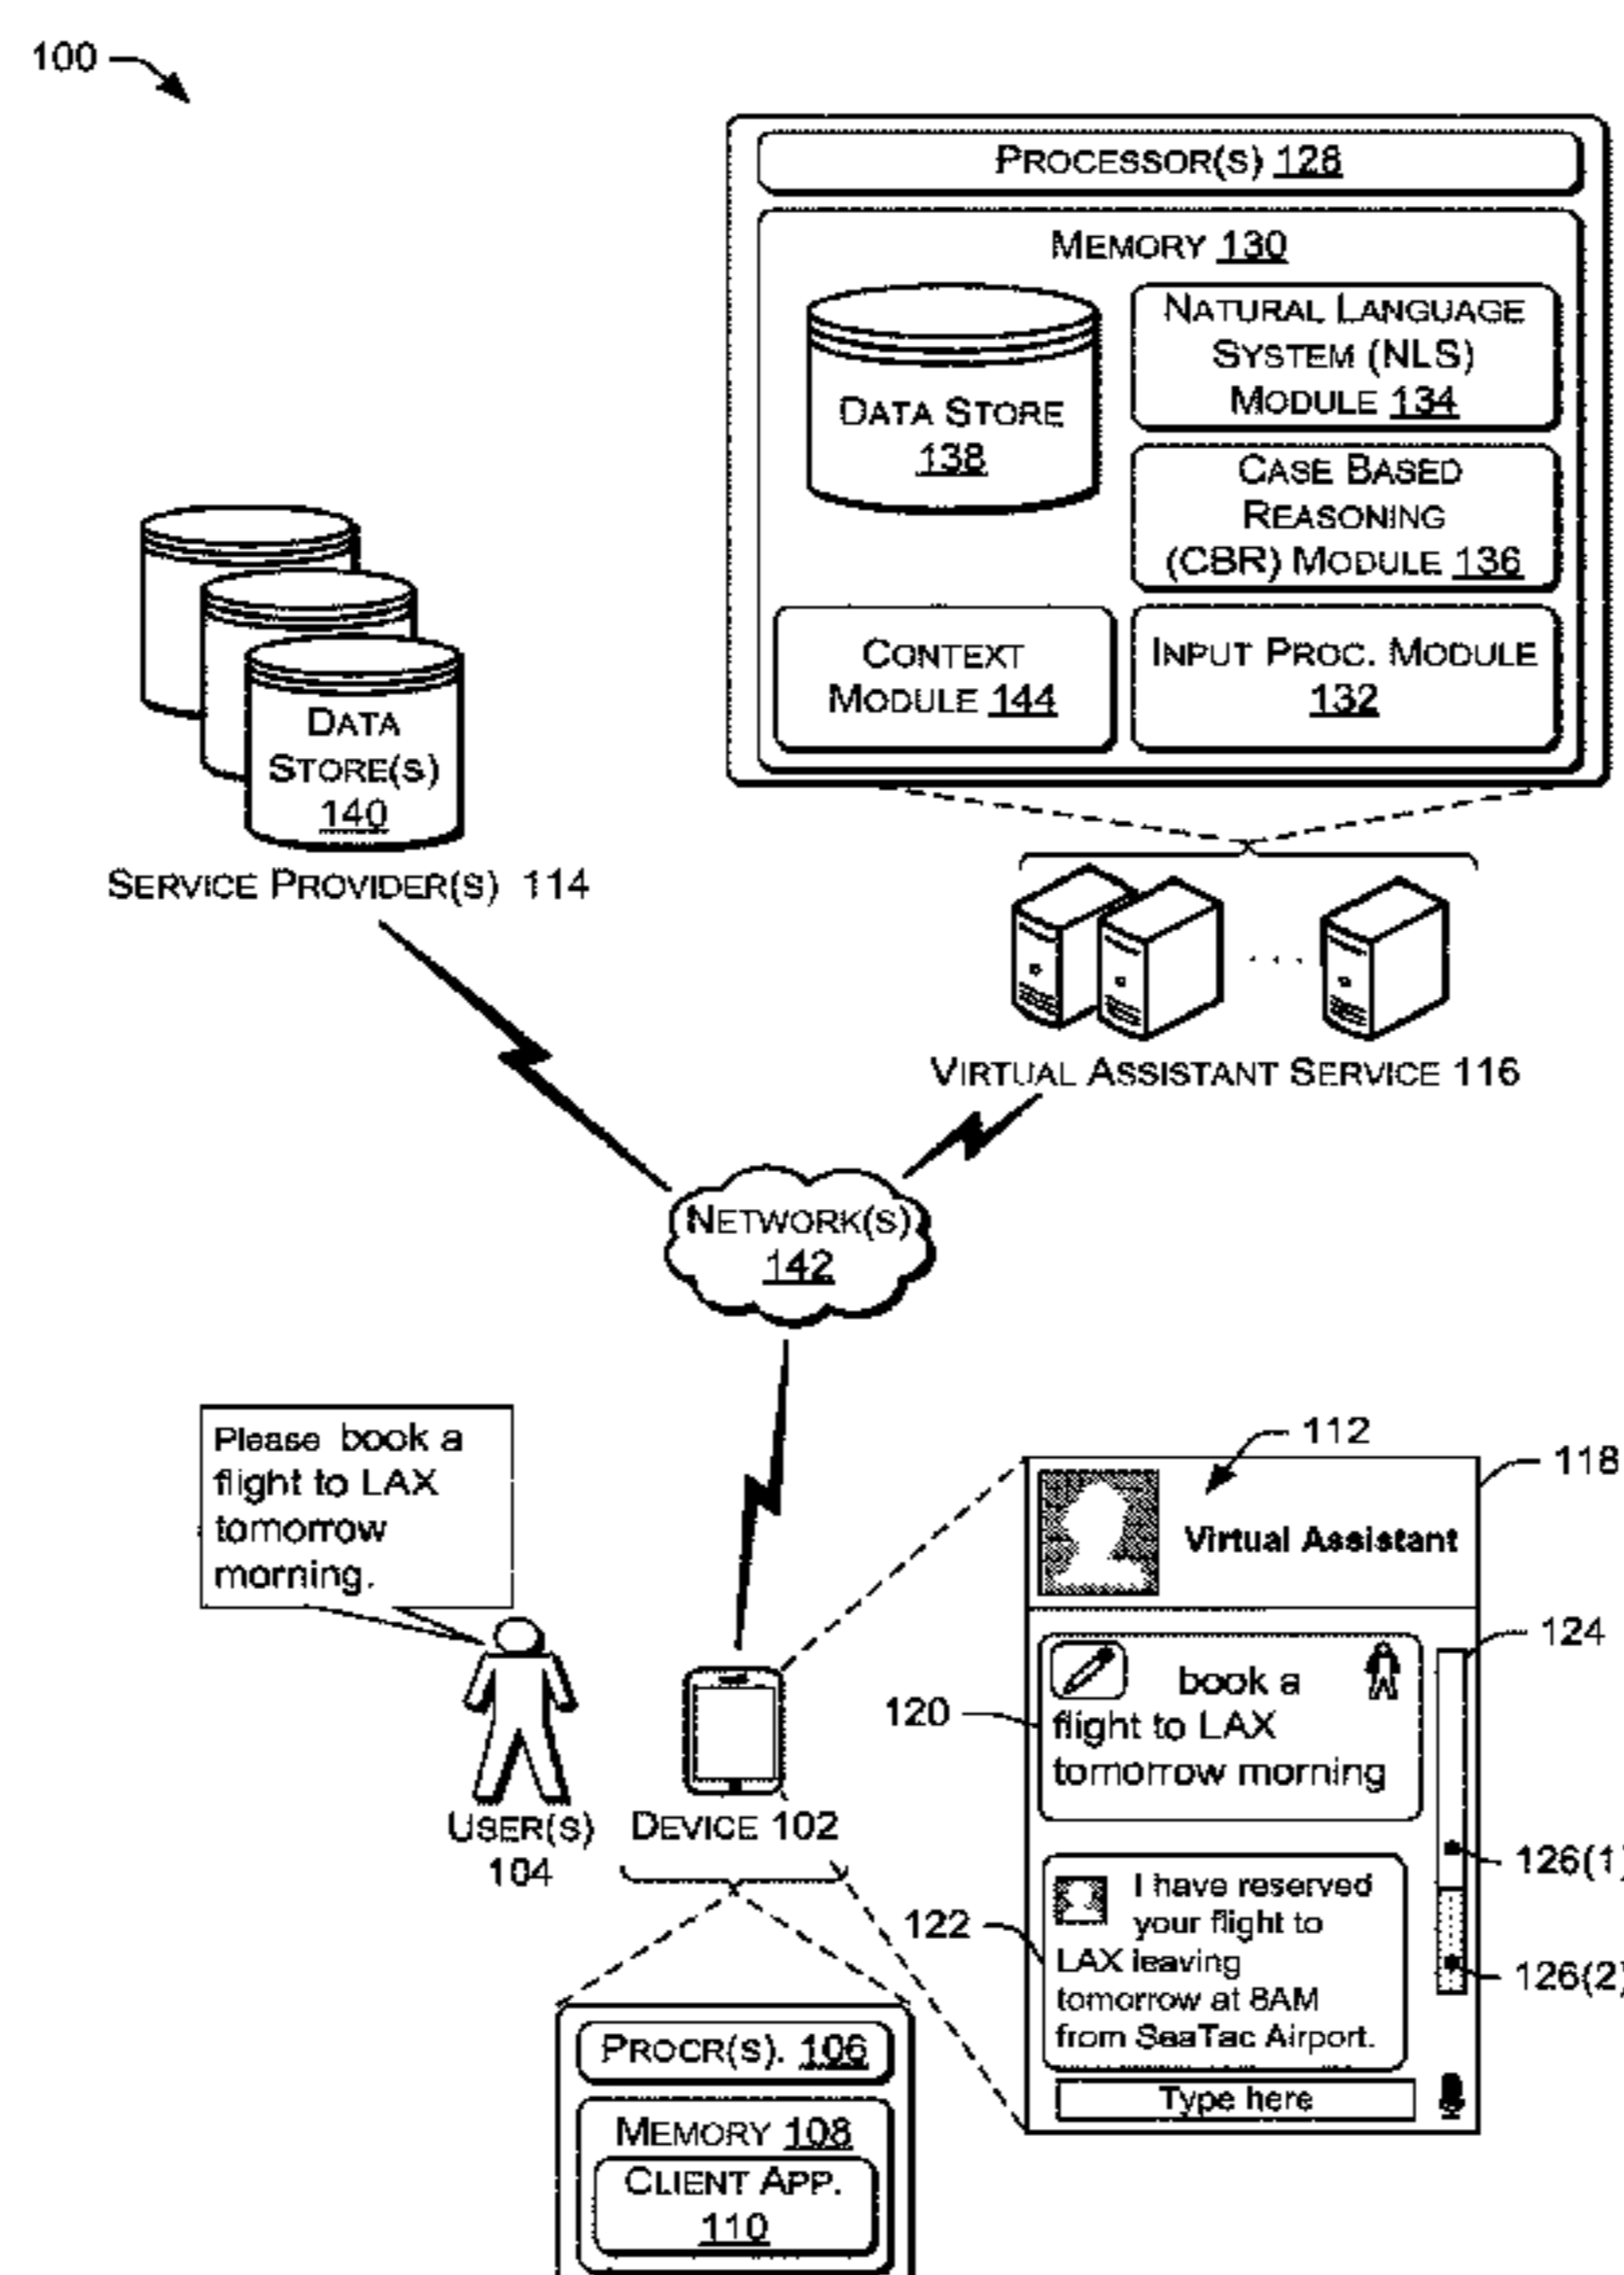 100
PROCESSOR(S) 128
MEMORY 130
DATA STORE
138
NATURAL LANGUAGE
SYSTEM (NLS)
MODULE 134
CASE BASED
REASONING
(CBR) MODULE 136
CONTEXT
MODULE 144
INPUT PROC. MODULE
132
DATA
STORE(S)
140
SERVICE PROVIDER(S) 114
VIRTUAL ASSISTANT SERVICE 116
NETWORK(S)
142
Please book a
flight to LAX
tomorrow
morning.
USER(S)
104
DEVICE 102
112
118
Virtual Assistant
124
120
book a
flight to LAX
tomorrow morning
126(1)
122
I have reserved
your flight to
LAX leaving
tomorrow at 8AM
from SeaTac Airport.
126(2)
Type here
PROCR(S). 106
MEMORY 108
CLIENT APP.
110